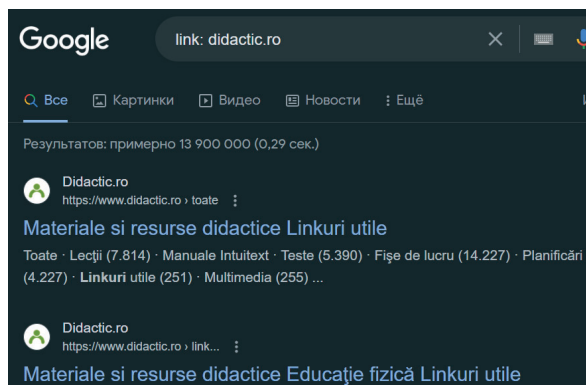 Google
link: didactic.ro
Все Картинки Видео Новости Ещё
Результатов: примерно 13 900 000 (0,29 сек.)
Didactic.ro
https://www.didactic.ro › toate
Materiale si resurse didactice Linkuri utile
Toate · Lecţii (7.814) · Manuale Intuitext · Teste (5.390) · Fişe de lucru (14.227) · Planificări
(4.227) · Linkuri utile (251) · Multimedia (255) ...
Didactic.ro
https://www.didactic.ro › link...
Materiale si resurse didactice Educaţie fizică Linkuri utile